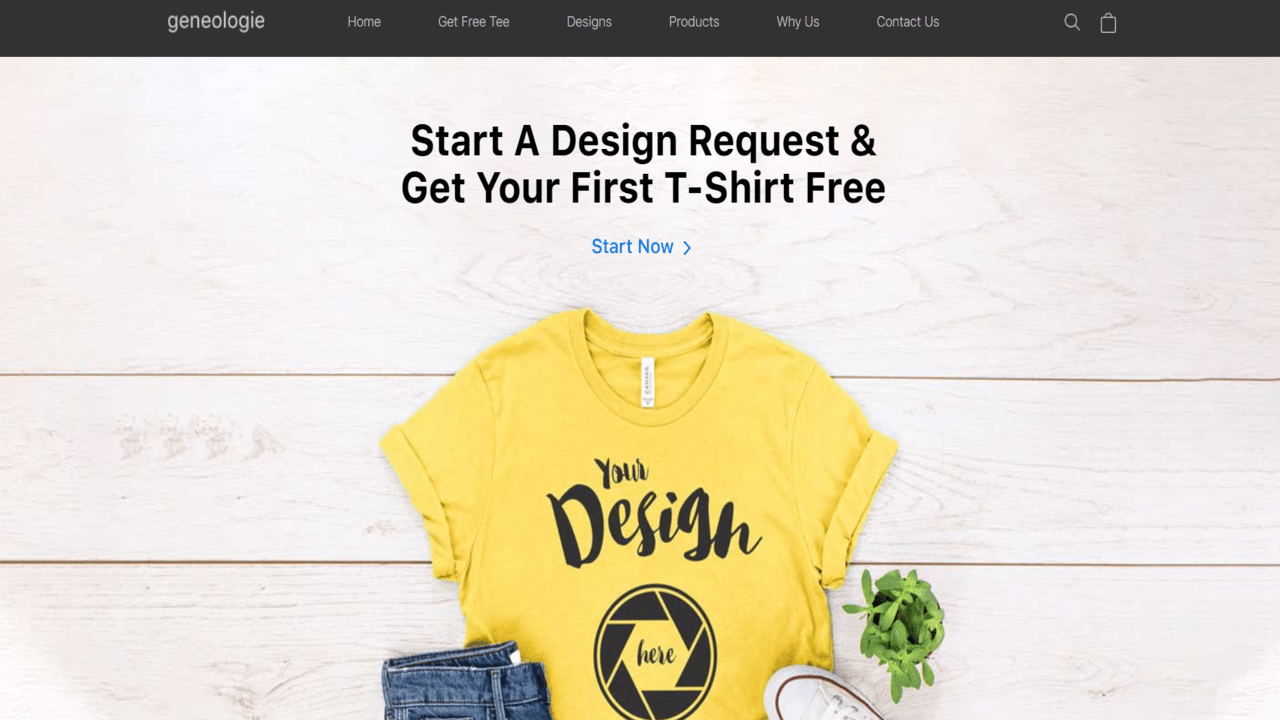 geneologie
Home
Get Free Tee
Designs
Products
Why Us
Contact Us
Start A Design Request &
Get Your First T-Shirt Free
Start Now >
CANVAS
Your
Design
here